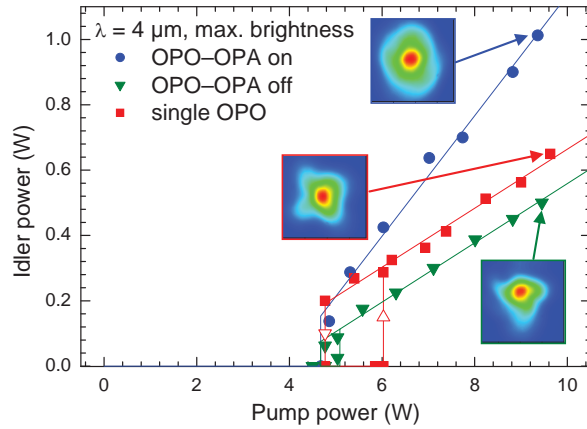 λ = 4 μm, max. brightness
OPO–OPA on
OPO–OPA off
single OPO
Idler power (W)
1.0
0.8
0.6
0.4
0.2
0.0
0 2 4 6 8 10
Pump power (W)